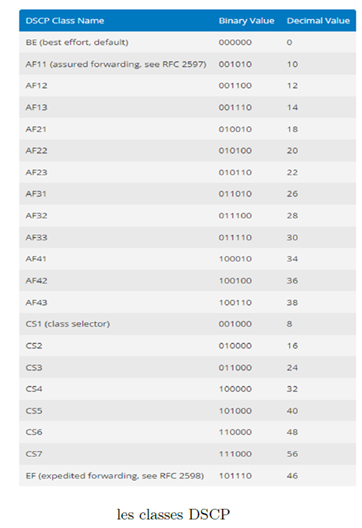 DSCP Class Name Binary Value Decimal Value
BE (best effort, default) 000000 0
AF11 (assured forwarding, see RFC 2597) 001010 10
AF12 001100 12
AF13 001110 14
AF21 010010 18
AF22 010100 20
AF23 010110 22
AF31 011010 26
AF32 011100 28
AF33 011110 30
AF41 100010 34
AF42 100100 36
AF43 100110 38
CS1 (class selector) 001000 8
CS2 010000 16
CS3 011000 24
CS4 100000 32
CS5 101000 40
CS6 110000 48
CS7 111000 56
EF (expedited forwarding, see RFC 2598) 101110 46
les classes DSCP